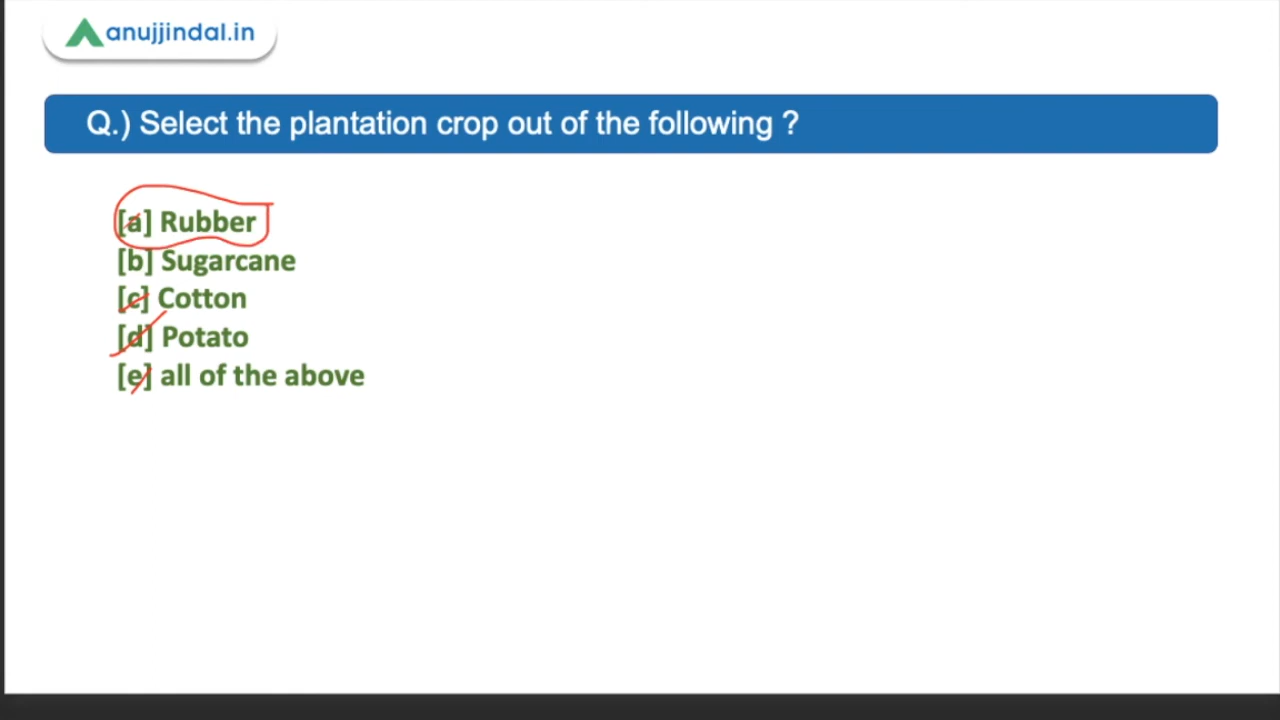 anujjindal.in
Q.) Select the plantation crop out of the following ?
[a] Rubber
[b] Sugarcane
[c] Cotton
[d] Potato
[e] all of the above